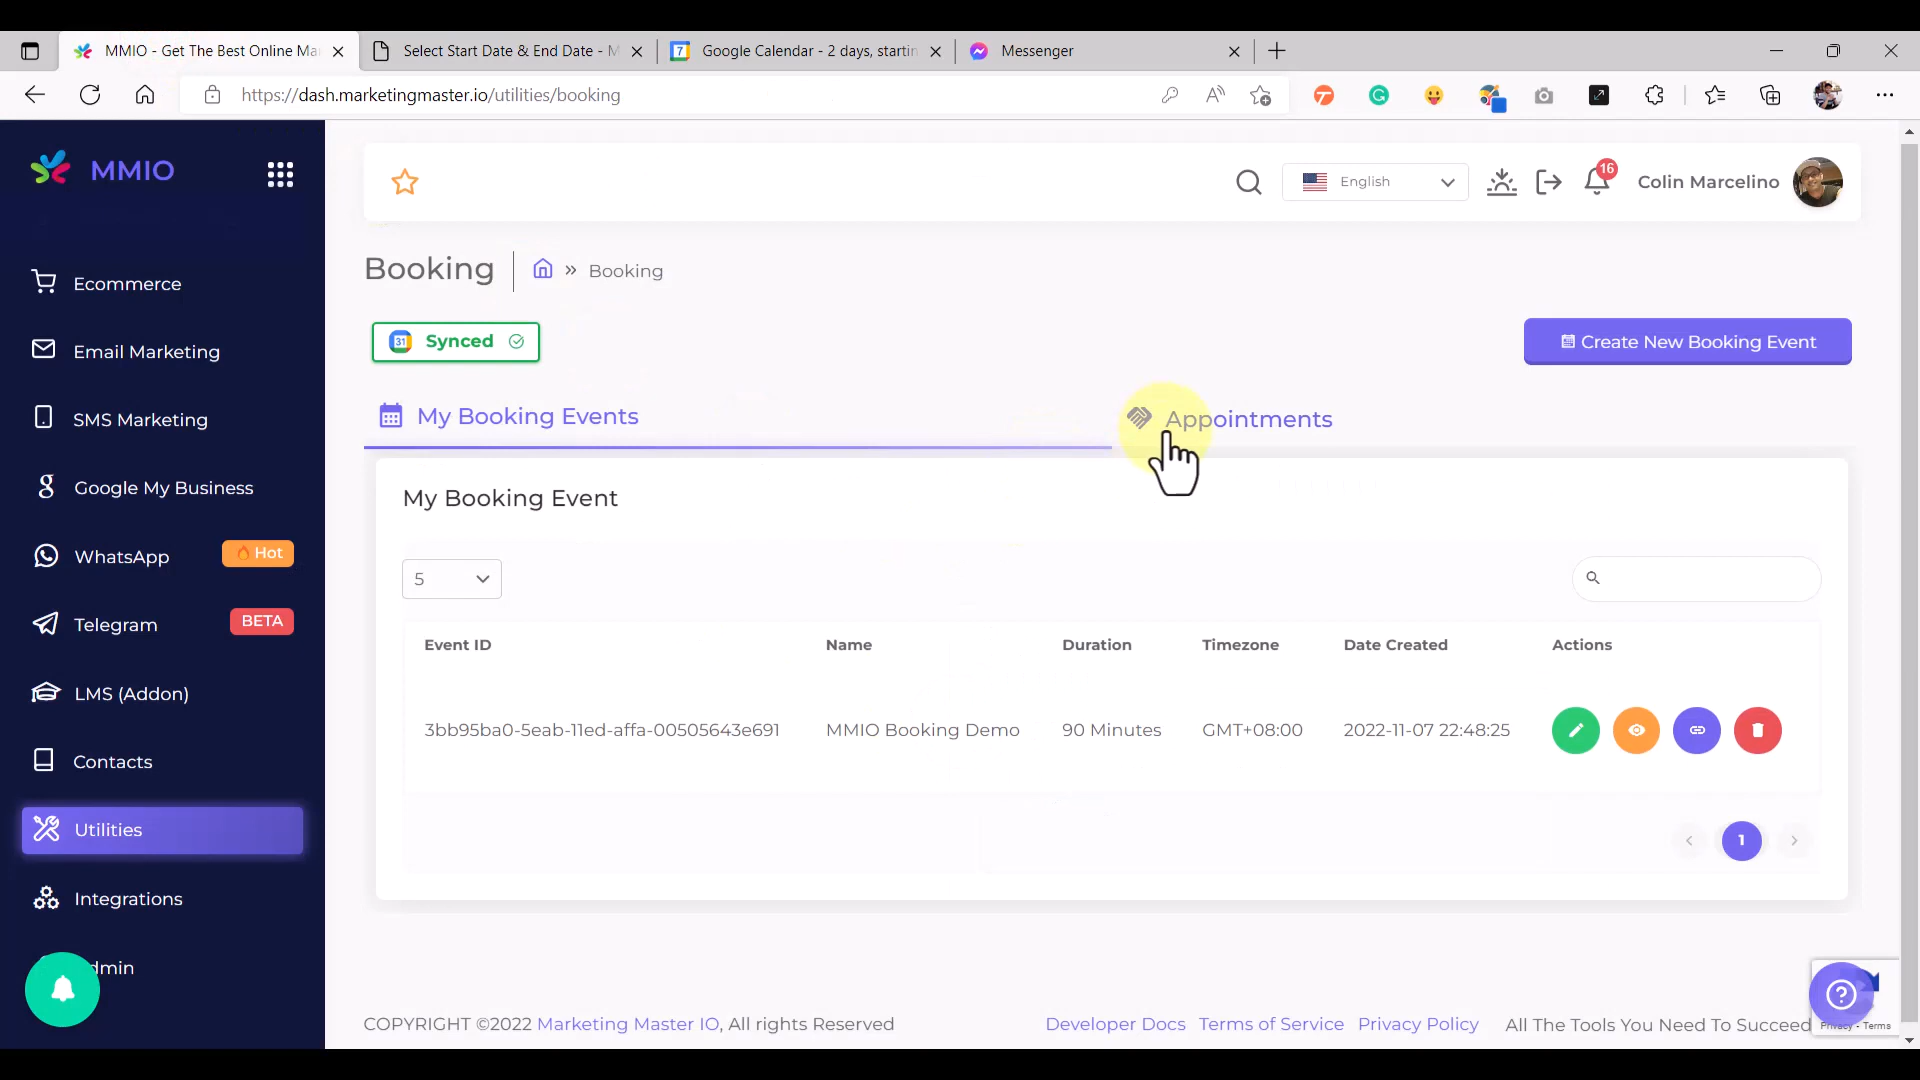 MMIO - Get The Best Online Ma
Select Start Date & End Date - M
7
Google Calendar - 2 days, startin
Messenger
https://dash.marketingmaster.io/utilities/booking
MMIO
English
16
Colin Marcelino
Ecommerce
Email Marketing
SMS Marketing
Google My Business
WhatsApp
Hot
Telegram
BETA
LMS (Addon)
Contacts
Utilities
Integrations
dmin
Booking
» Booking
31 Synced
Create New Booking Event
My Booking Events
Appointments
My Booking Event
5
Event ID Name Duration Timezone Date Created Actions
3bb95ba0-5eab-11ed-affa-00505643e691 MMIO Booking Demo 90 Minutes GMT+08:00 2022-11-07 22:48:25
1
COPYRIGHT ©2022 Marketing Master IO, All rights Reserved
Developer Docs Terms of Service Privacy Policy All The Tools You Need To Succeed
Privacy - Terms